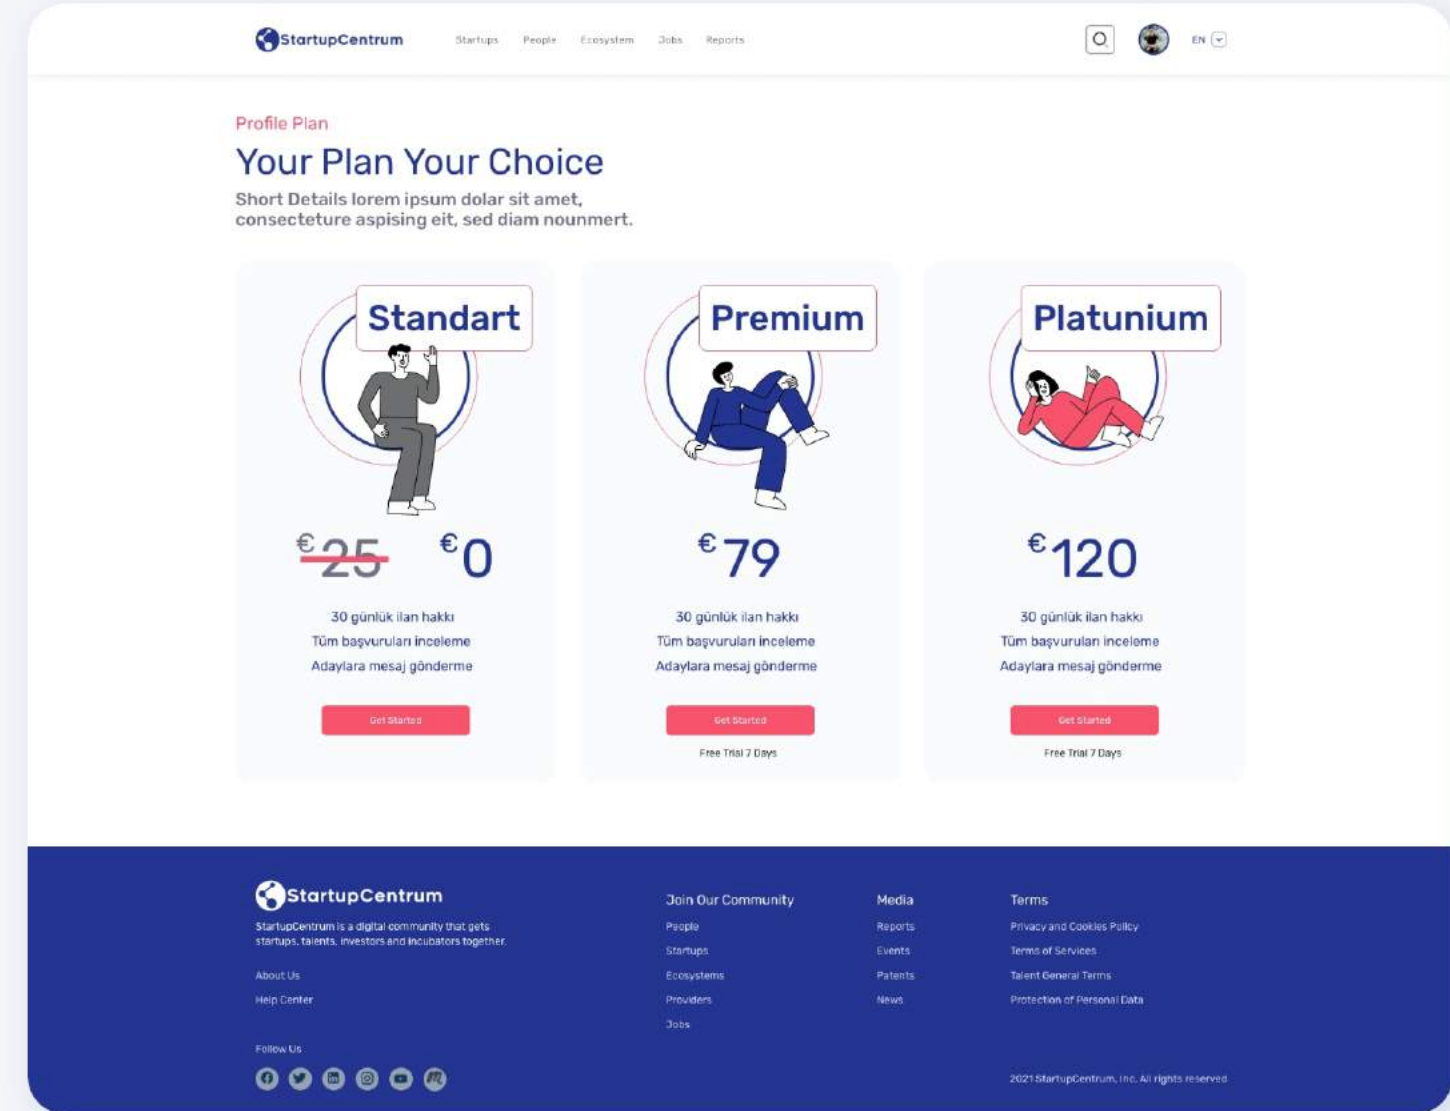 StartupCentrum
Startups People Ecosystem Jobs Reports
EN
Profile Plan
Your Plan Your Choice
Short Details lorem ipsum dolar sit amet,
consecteture aspising eit, sed diam nounmert.
Standart
€25 €0
30 günlük ilan hakkı
Tüm başvuruları inceleme
Adaylara mesaj gönderme
Get Started
Premium
€79
30 günlük ilan hakkı
Tüm başvuruları inceleme
Adaylara mesaj gönderme
Get Started
Free Trial 7 Days
Platunium
€120
30 günlük ilan hakkı
Tüm başvuruları inceleme
Adaylara mesaj gönderme
Get Started
Free Trial 7 Days
StartupCentrum
StartupCentrum is a digital community that gets
startups, talents, investors and incubators together.
About Us
Help Center
Follow Us
Join Our Community
People
Startups
Ecosystems
Providers
Jobs
Media
Reports
Events
Patents
News
Terms
Privacy and Cookies Policy
Terms of Services
Talent General Terms
Protection of Personal Data
2021 StartupCentrum, Inc. All rights reserved